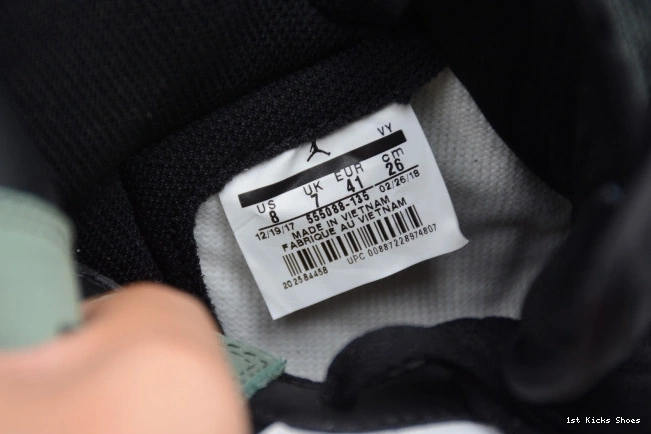 VY
US UK EUR cm
8 7 41 26
12/19/17 555088-135 02/26/18
MADE IN VIETNAM
FABRIQUE AU VIETNAM
202584458 UPC 00887228974807
1st Kicks Shoes